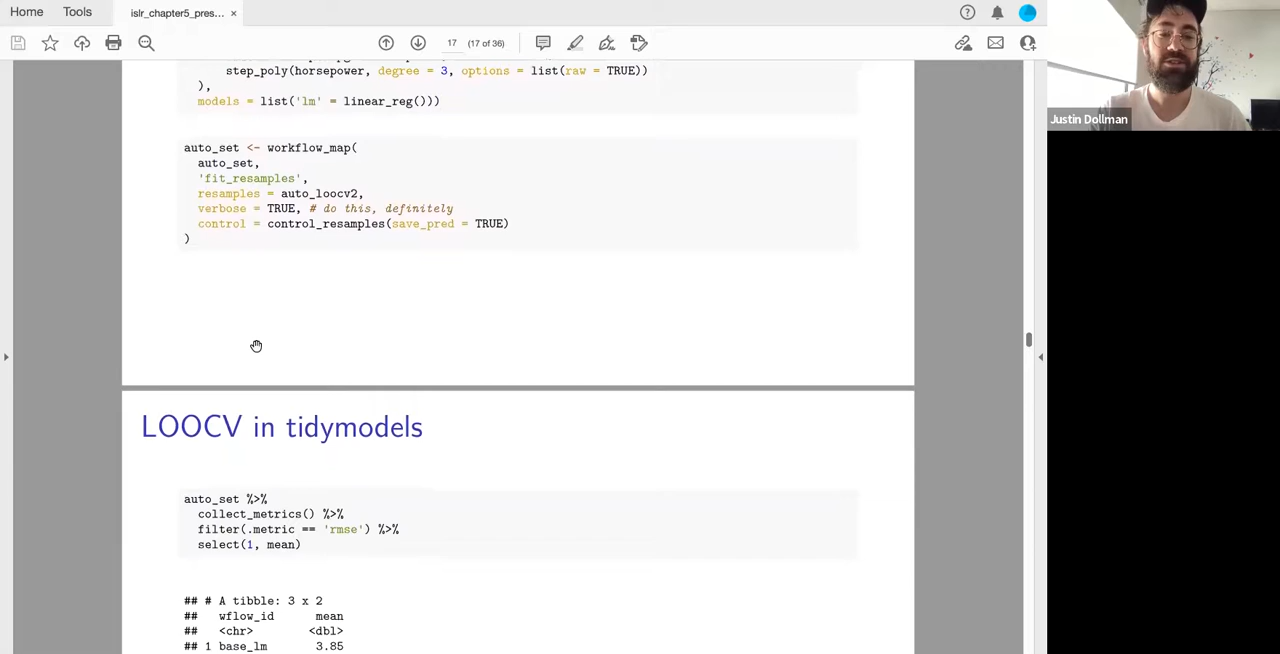 Home Tools islr_chapter5_pres... ×
17 (17 of 36)
step_poly(horsepower, degree = 3, options = list(raw = TRUE))
),
models = list('lm' = linear_reg()))
auto_set <- workflow_map(
auto_set,
'fit_resamples',
resamples = auto_loocv2,
verbose = TRUE, # do this, definitely
control = control_resamples(save_pred = TRUE)
)
LOOCV in tidymodels
auto_set %>%
collect_metrics() %>%
filter(.metric == 'rmse') %>%
select(1, mean)
## # A tibble: 3 x 2
## wflow_id mean
## <chr> <dbl>
## 1 base_lm 3.85
Justin Dollman